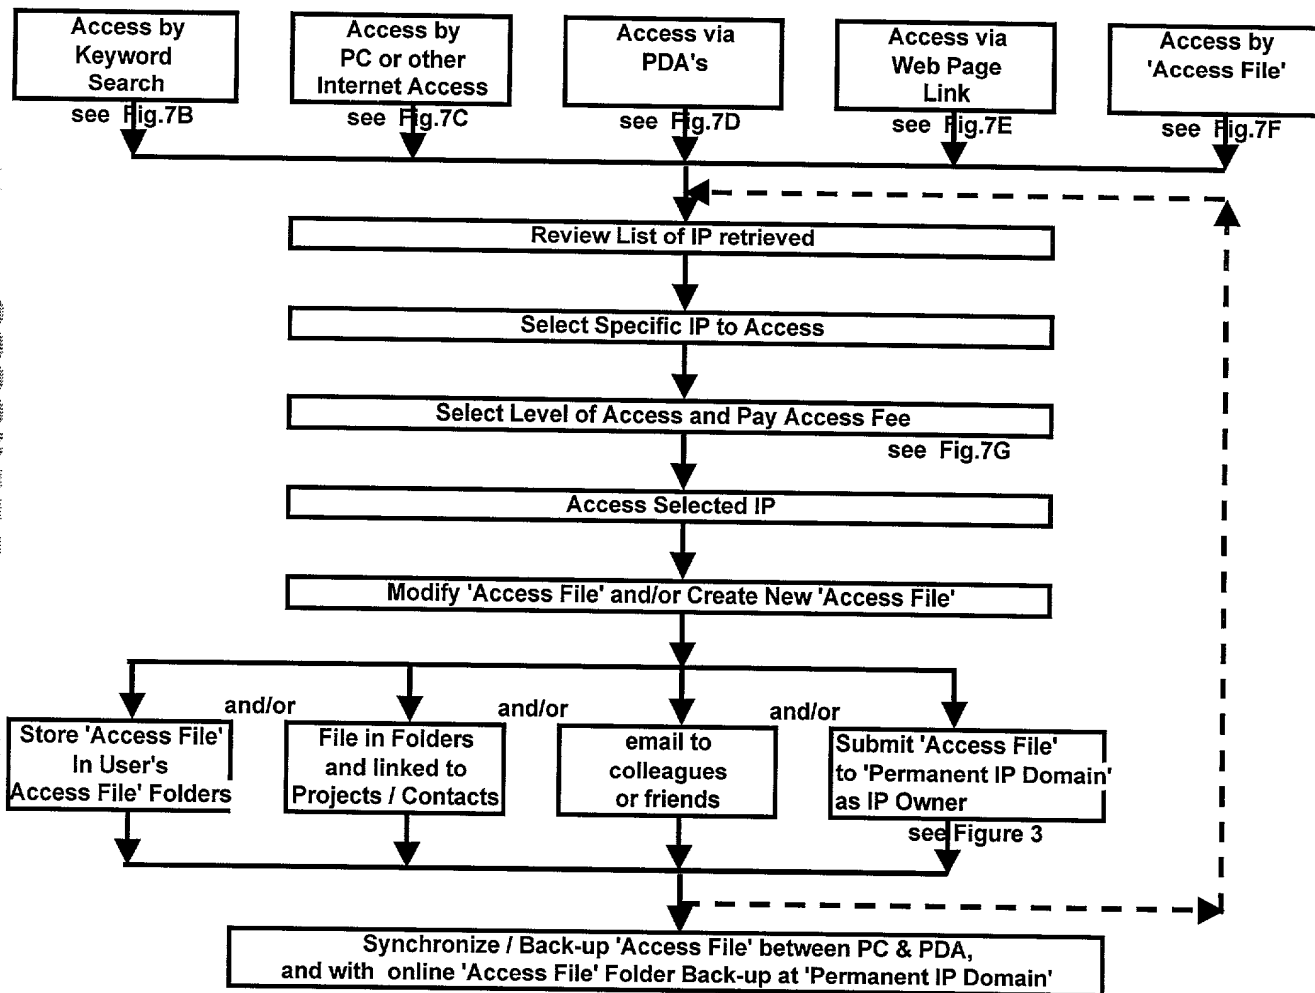 Access by
Keyword
Search
see Fig.7B
Access by
PC or other
Internet Access
see Fig.7C
Access via
PDA's
see Fig.7D
Access via
Web Page
Link
see Fig.7E
Access by
'Access File'
see Fig.7F
Review List of IP retrieved
Select Specific IP to Access
Select Level of Access and Pay Access Fee
see Fig.7G
Access Selected IP
Modify 'Access File' and/or Create New 'Access File'
Store 'Access File'
In User's
Access File' Folders
and/or
File in Folders
and linked to
Projects / Contacts
and/or
email to
colleagues
or friends
and/or
Submit 'Access File'
to 'Permanent IP Domain'
as IP Owner
see Figure 3
Synchronize / Back-up 'Access File' between PC & PDA,
and with online 'Access File' Folder Back-up at 'Permanent IP Domain'